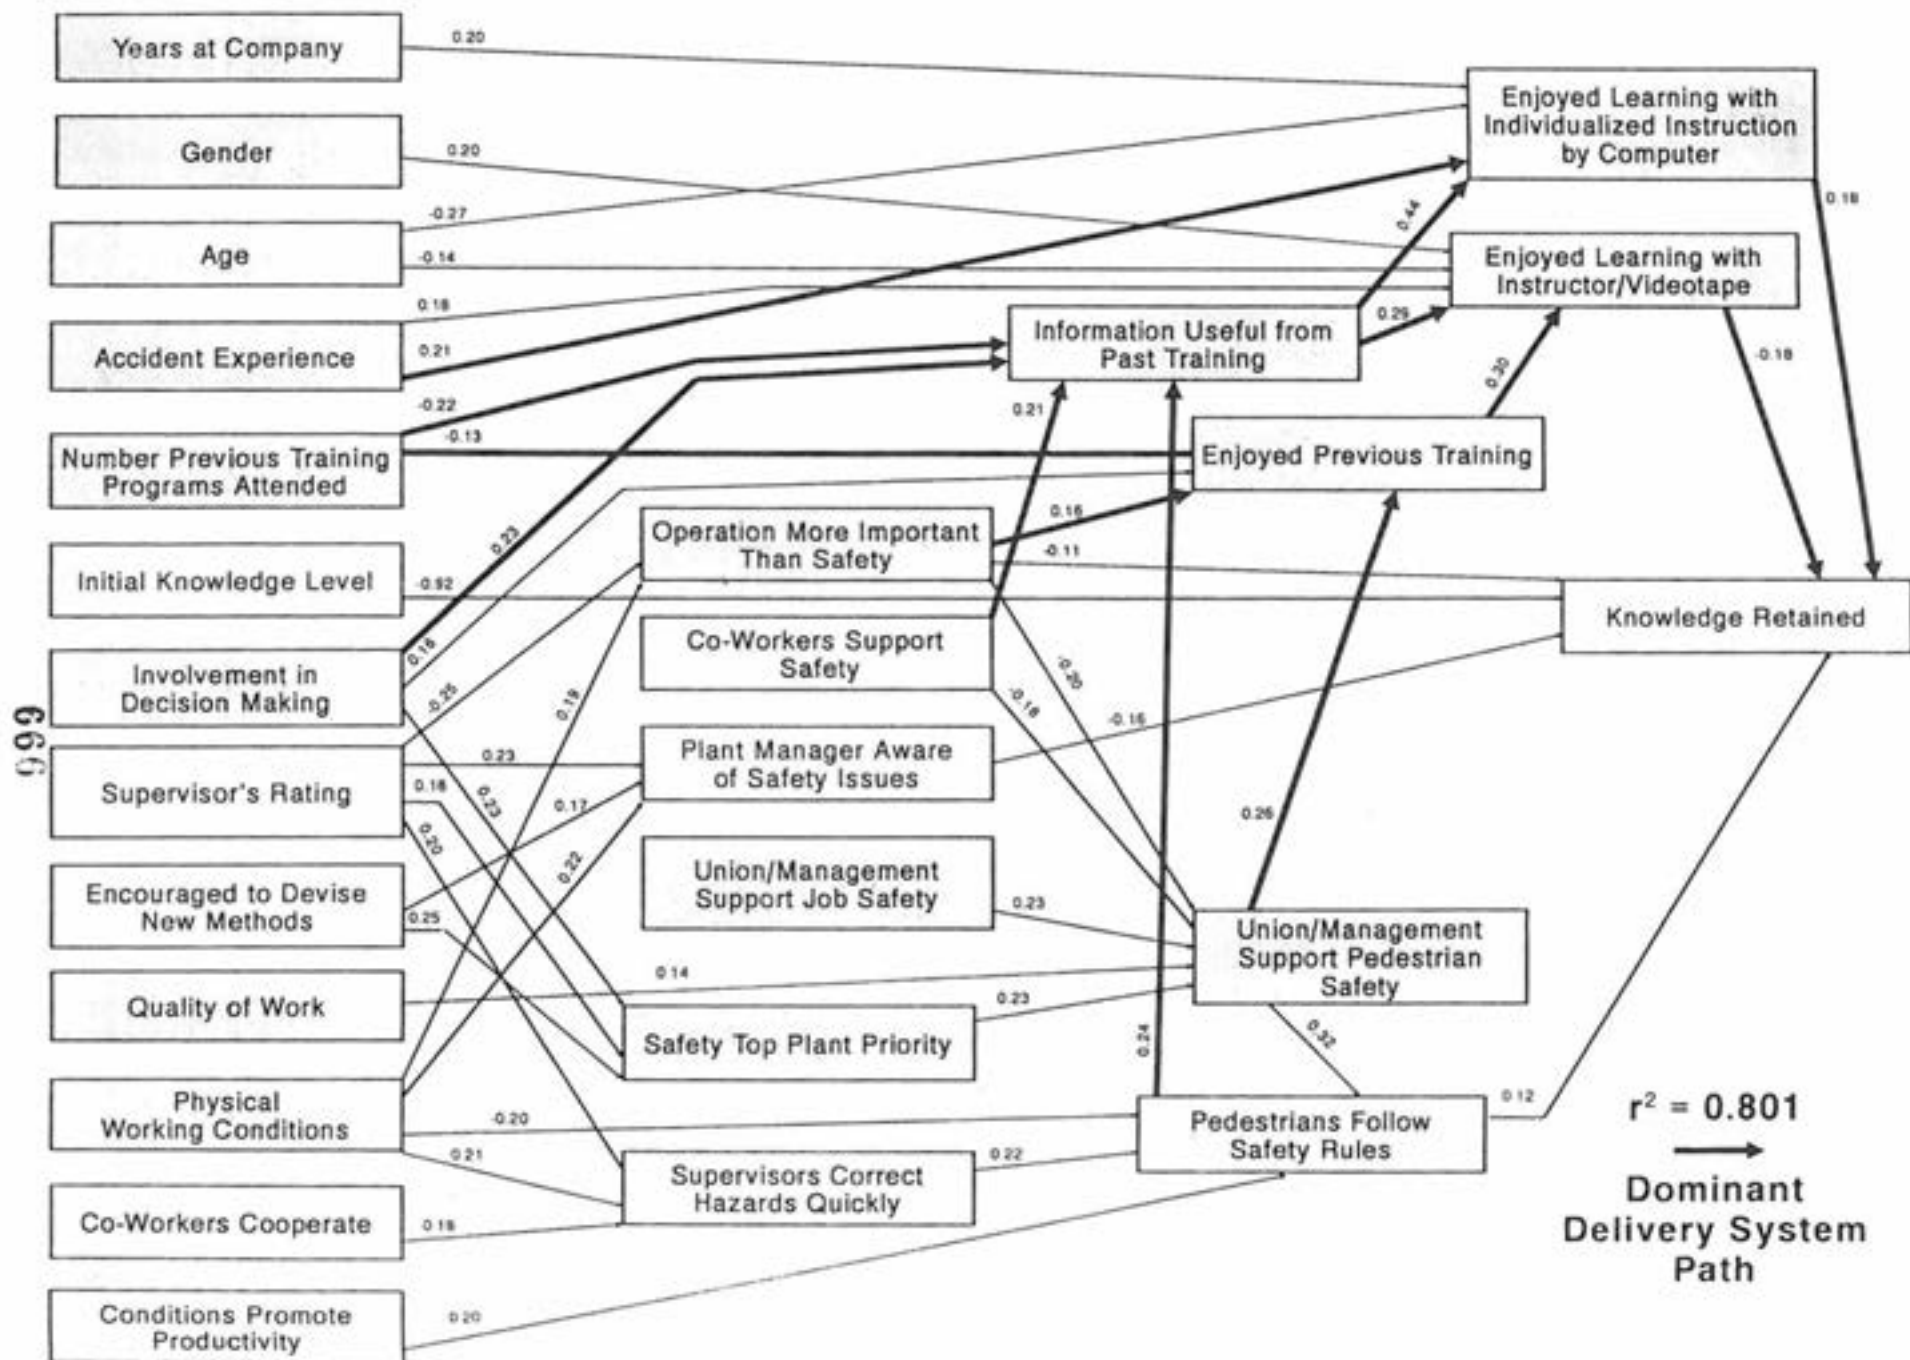 Years at Company
0.20
Gender
0.20
Age
-0.27
-0.14
Accident Experience
0.18
0.21
Number Previous Training
Programs Attended
-0.22
-0.13
Initial Knowledge Level
-0.92
Involvement in
Decision Making
0.23
0.16
0.23
Supervisor's Rating
-0.25
0.23
0.18
0.20
Encouraged to Devise
New Methods
0.17
0.25
Quality of Work
0.14
Physical
Working Conditions
0.19
0.22
-0.20
0.21
Co-Workers Cooperate
0.18
Conditions Promote
Productivity
0.20
Operation More Important
Than Safety
0.16
-0.11
-0.20
Co-Workers Support
Safety
0.21
-0.18
Plant Manager Aware
of Safety Issues
-0.16
Union/Management
Support Job Safety
0.23
Safety Top Plant Priority
0.23
Supervisors Correct
Hazards Quickly
0.22
Information Useful from
Past Training
0.44
0.29
Enjoyed Previous Training
0.30
Union/Management
Support Pedestrian
Safety
0.26
0.32
Pedestrians Follow
Safety Rules
0.24
0.12
Enjoyed Learning with
Individualized Instruction
by Computer
0.18
Enjoyed Learning with
Instructor/Videotape
-0.18
Knowledge Retained
r² = 0.801
Dominant
Delivery System
Path
999